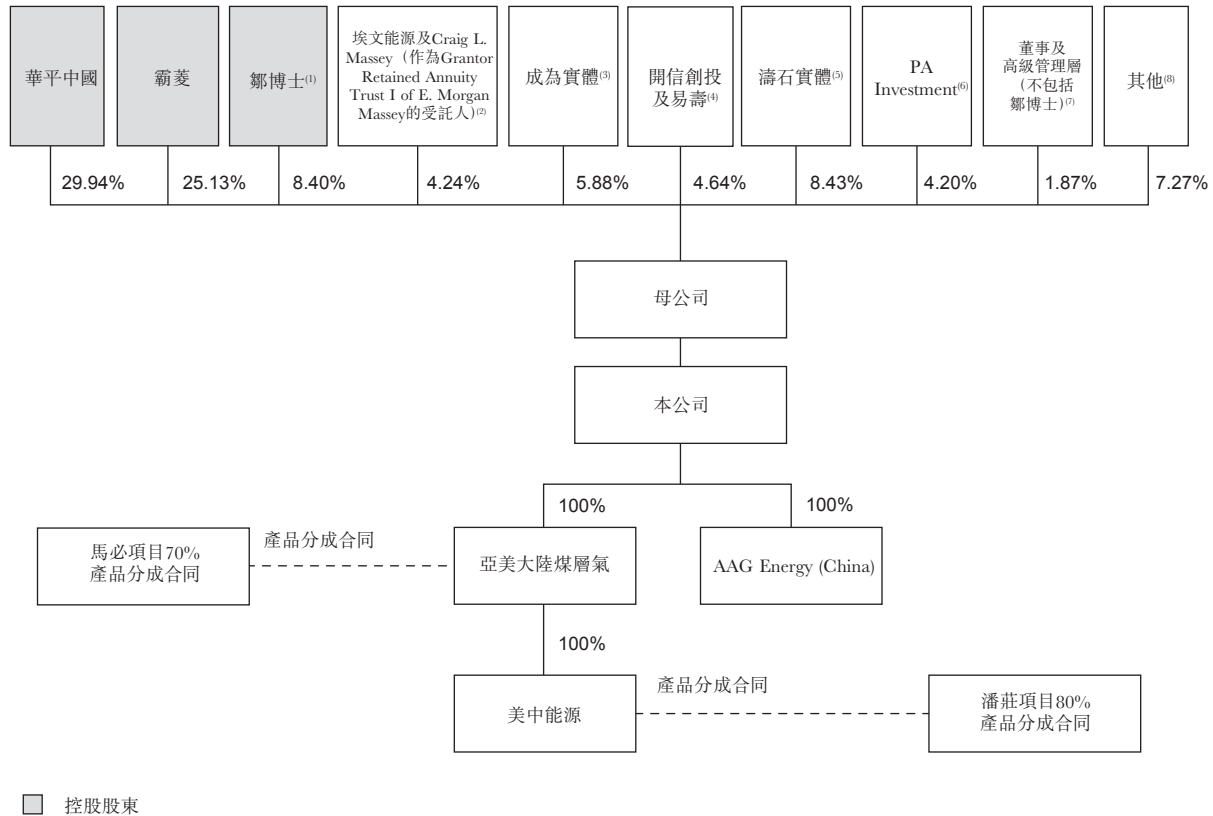 華平中國
霸菱
鄒博士(1)
埃文能源及Craig L.
Massey（作為Grantor
Retained Annuity
Trust I of E. Morgan
Massey的受託人）(2)
成為實體(3)
開信創投
及易壽(4)
濤石實體(5)
PA
Investment(6)
董事及
高級管理層
（不包括
鄒博士）(7)
其他(8)
29.94%
25.13%
8.40%
4.24%
5.88%
4.64%
8.43%
4.20%
1.87%
7.27%
母公司
本公司
100%
100%
馬必項目70%
產品分成合同
產品分成合同
亞美大陸煤層氣
AAG Energy (China)
100%
美中能源
產品分成合同
潘莊項目80%
產品分成合同
控股股東